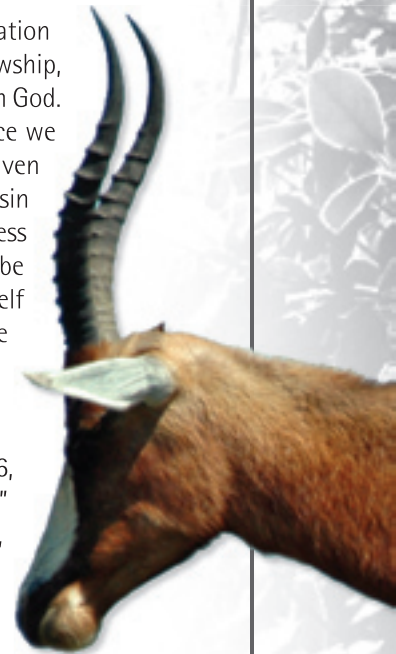 ation
wship,
n God.
ce we
ven
sin
ess
be
elf
e
6,
"
,